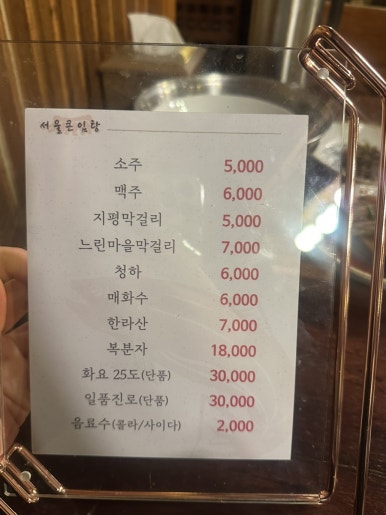 서울곤암탕
소주 5,000
맥주 6,000
지평막걸리 5,000
느린마을막걸리 7,000
청하 6,000
매화수 6,000
한라산 7,000
복분자 18,000
화요 25도(단품) 30,000
일품진로(단품) 30,000
음료수(콜라/사이다) 2,000